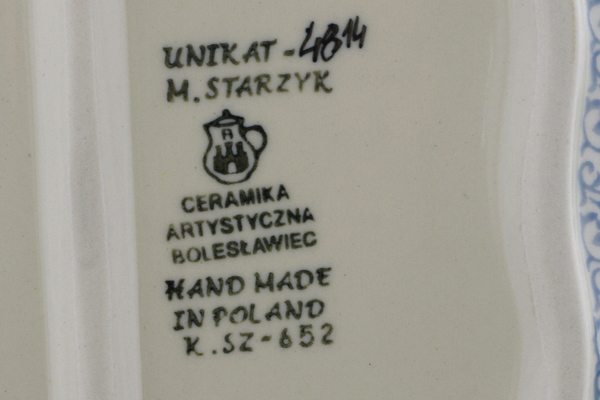 UNIKAT - 4814
M. STARZYK
A
CERAMIKA
ARTYSTYCZNA
BOLESŁAWIEC
HAND MADE
IN POLAND
K. SZ-652